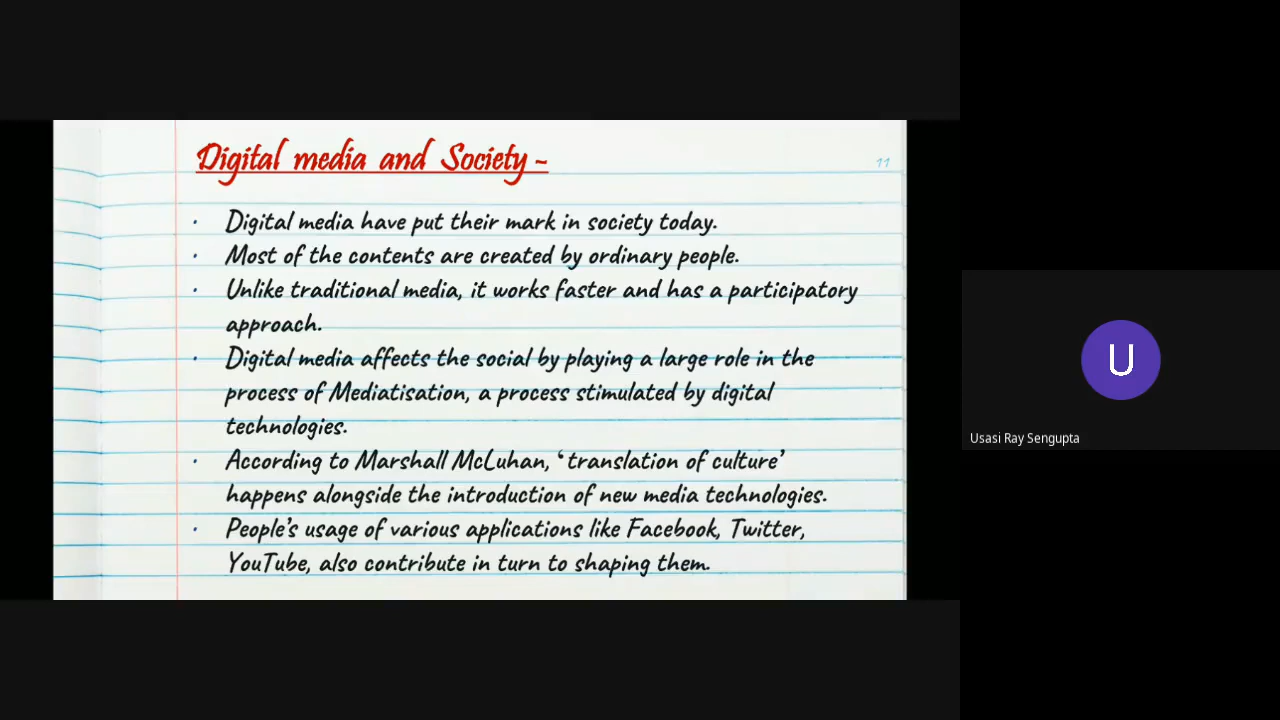 Digital media and Society -
11
· Digital media have put their mark in society today.
· Most of the contents are created by ordinary people.
· Unlike traditional media, it works faster and has a participatory
approach.
· Digital media affects the social by playing a large role in the
process of Mediatisation, a process stimulated by digital
technologies.
· According to Marshall McLuhan, ‘translation of culture’
happens alongside the introduction of new media technologies.
· People’s usage of various applications like Facebook, Twitter,
YouTube, also contribute in turn to shaping them.
U
Usasi Ray Sengupta